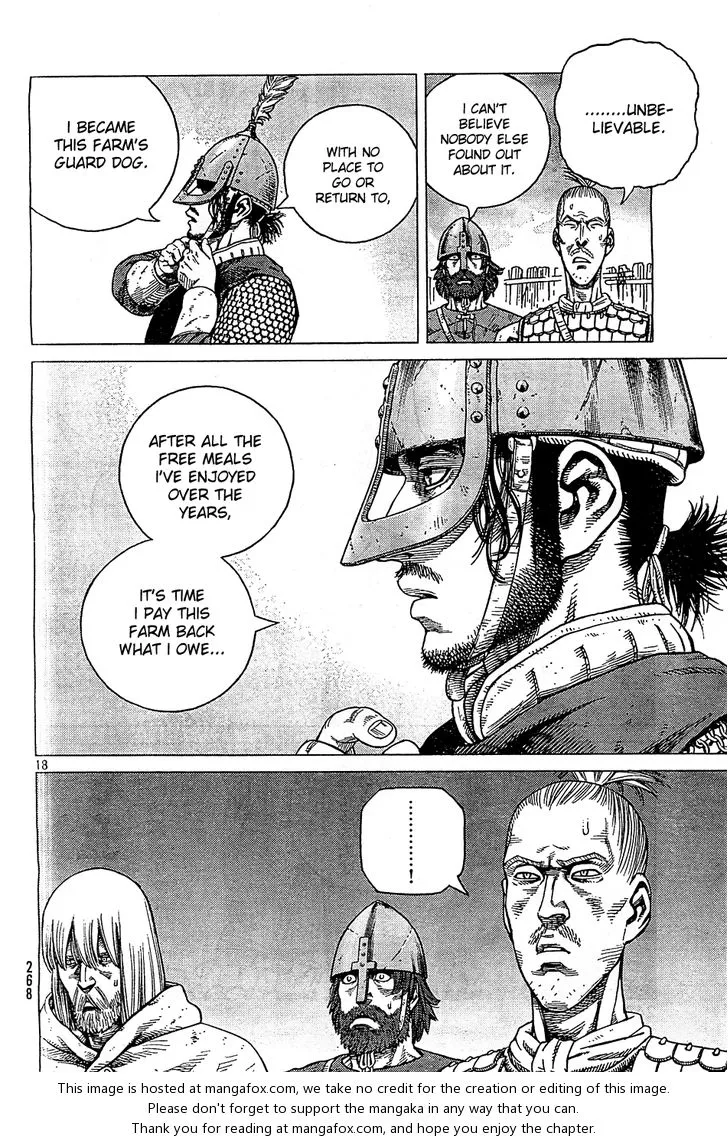 ........UNBE-
LIEVABLE.
I CAN'T
BELIEVE
NOBODY ELSE
FOUND OUT
ABOUT IT.
WITH NO
PLACE TO
GO OR
RETURN TO,
I BECAME
THIS FARM'S
GUARD DOG.
AFTER ALL
THE FREE
MEALS
I'VE ENJOYED
OVER THE
YEARS,
IT'S TIME
I PAY THIS
FARM BACK
WHAT I OWE...
18
.........!
268
This image is hosted at mangafox.com, we take no credit for the creation or editing of this image.
Please don't forget to support the mangaka in any way that you can.
Thank you for reading at mangafox.com, and hope you enjoy the chapter.